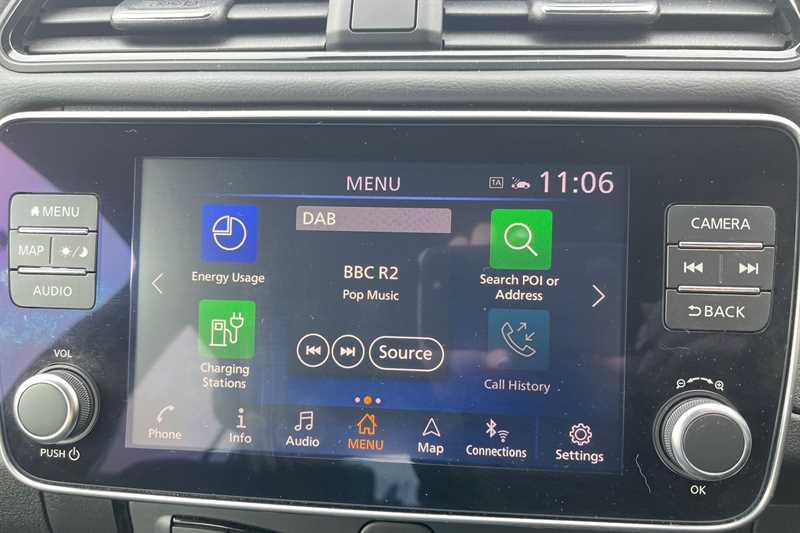 MENU
TA
11:06
MENU
MAP
AUDIO
VOL
PUSH
Energy Usage
Charging
Stations
DAB
BBC R2
Pop Music
Source
Search POI or
Address
Call History
Phone
Info
Audio
MENU
Map
Connections
Settings
CAMERA
BACK
OK